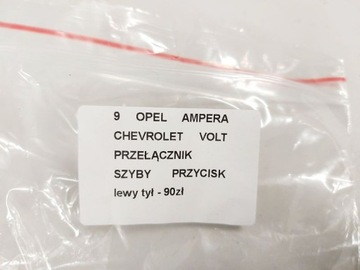 9 OPEL AMPERA
CHEVROLET VOLT
PRZEŁĄCZNIK
SZYBY PRZYCISK
lewy tył - 90zł